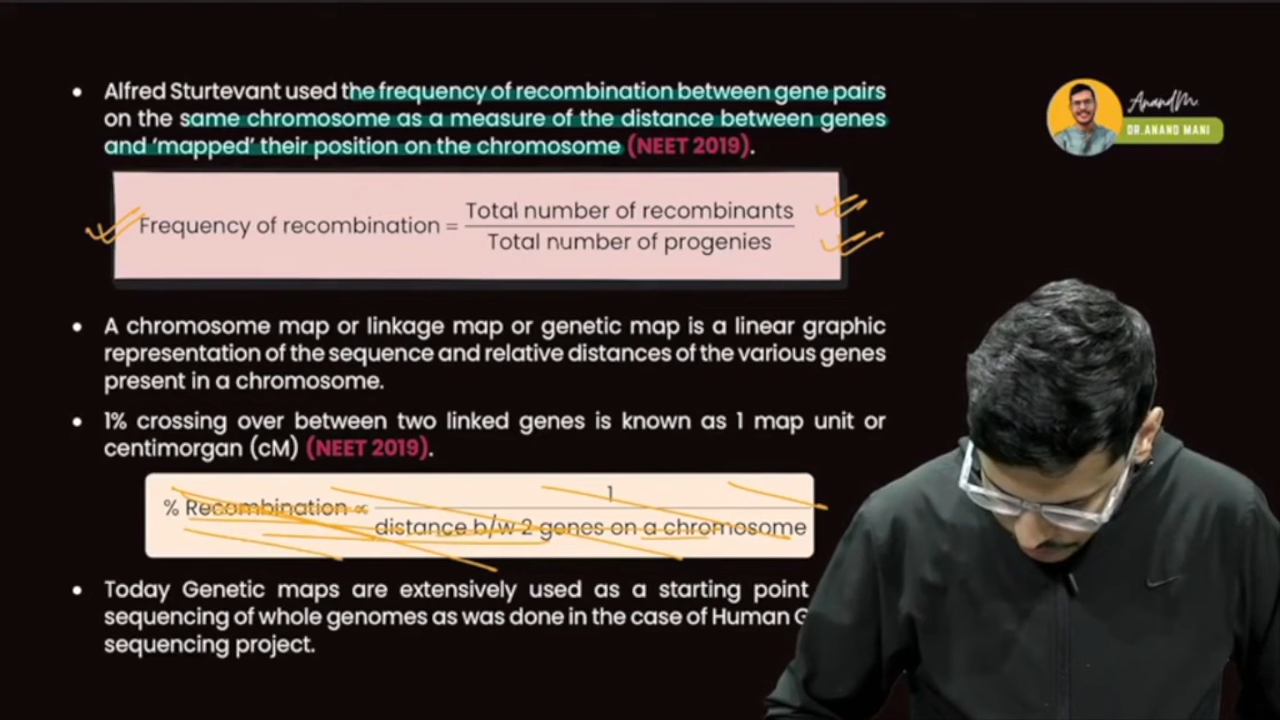 • Alfred Sturtevant used the frequency of recombination between gene pairs
on the same chromosome as a measure of the distance between genes
and 'mapped' their position on the chromosome (NEET 2019).
AnandM.
DR.ANAND MANI
Frequency of recombination = Total number of recombinants
Total number of progenies
• A chromosome map or linkage map or genetic map is a linear graphic
representation of the sequence and relative distances of the various genes
present in a chromosome.
• 1% crossing over between two linked genes is known as 1 map unit or
centimorgan (cM) (NEET 2019).
% Recombination ∝ 1
distance b/w 2 genes on a chromosome
• Today Genetic maps are extensively used as a starting point
sequencing of whole genomes as was done in the case of Human G
sequencing project.